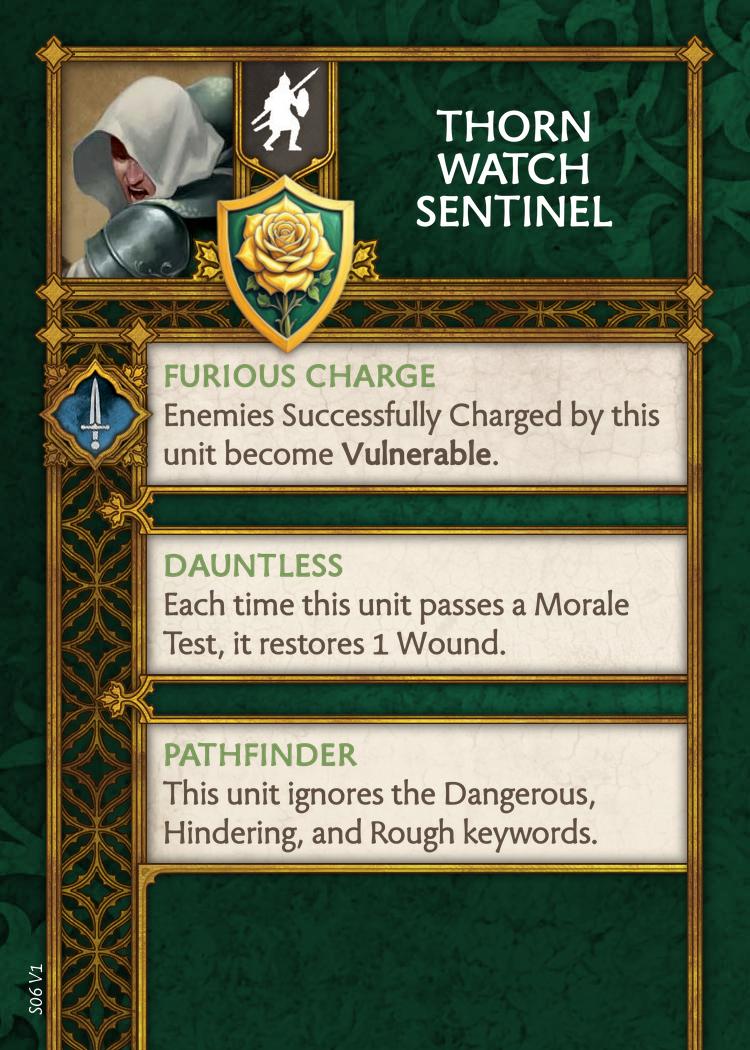 THORN
WATCH
SENTINEL
FURIOUS CHARGE
Enemies Successfully Charged by this
unit become Vulnerable.
DAUNTLESS
Each time this unit passes a Morale
Test, it restores 1 Wound.
PATHFINDER
This unit ignores the Dangerous,
Hindering, and Rough keywords.
S06 V1